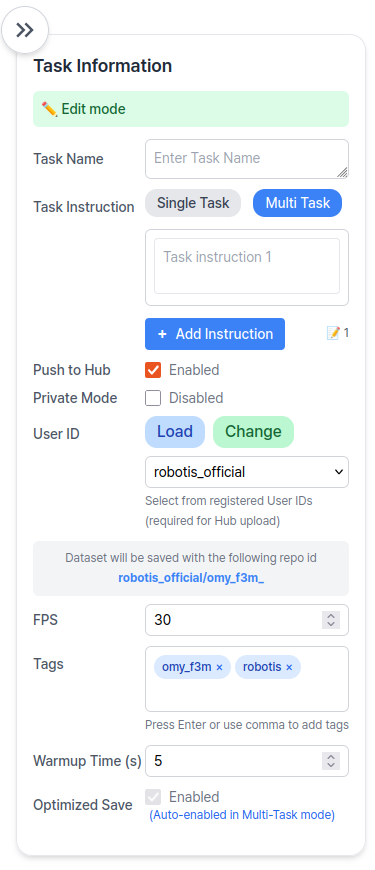 Task Information
✏️ Edit mode
Task Name
Enter Task Name
Task Instruction
Single Task
Multi Task
Task instruction 1
+ Add Instruction
📝 1
Push to Hub
Enabled
Private Mode
Disabled
User ID
Load
Change
robotis_official
Select from registered User IDs
(required for Hub upload)
Dataset will be saved with the following repo id
robotis_official/omy_f3m_
FPS
30
Tags
omy_f3m ×
robotis ×
Press Enter or use comma to add tags
Warmup Time (s)
5
Optimized Save
Enabled
(Auto-enabled in Multi-Task mode)